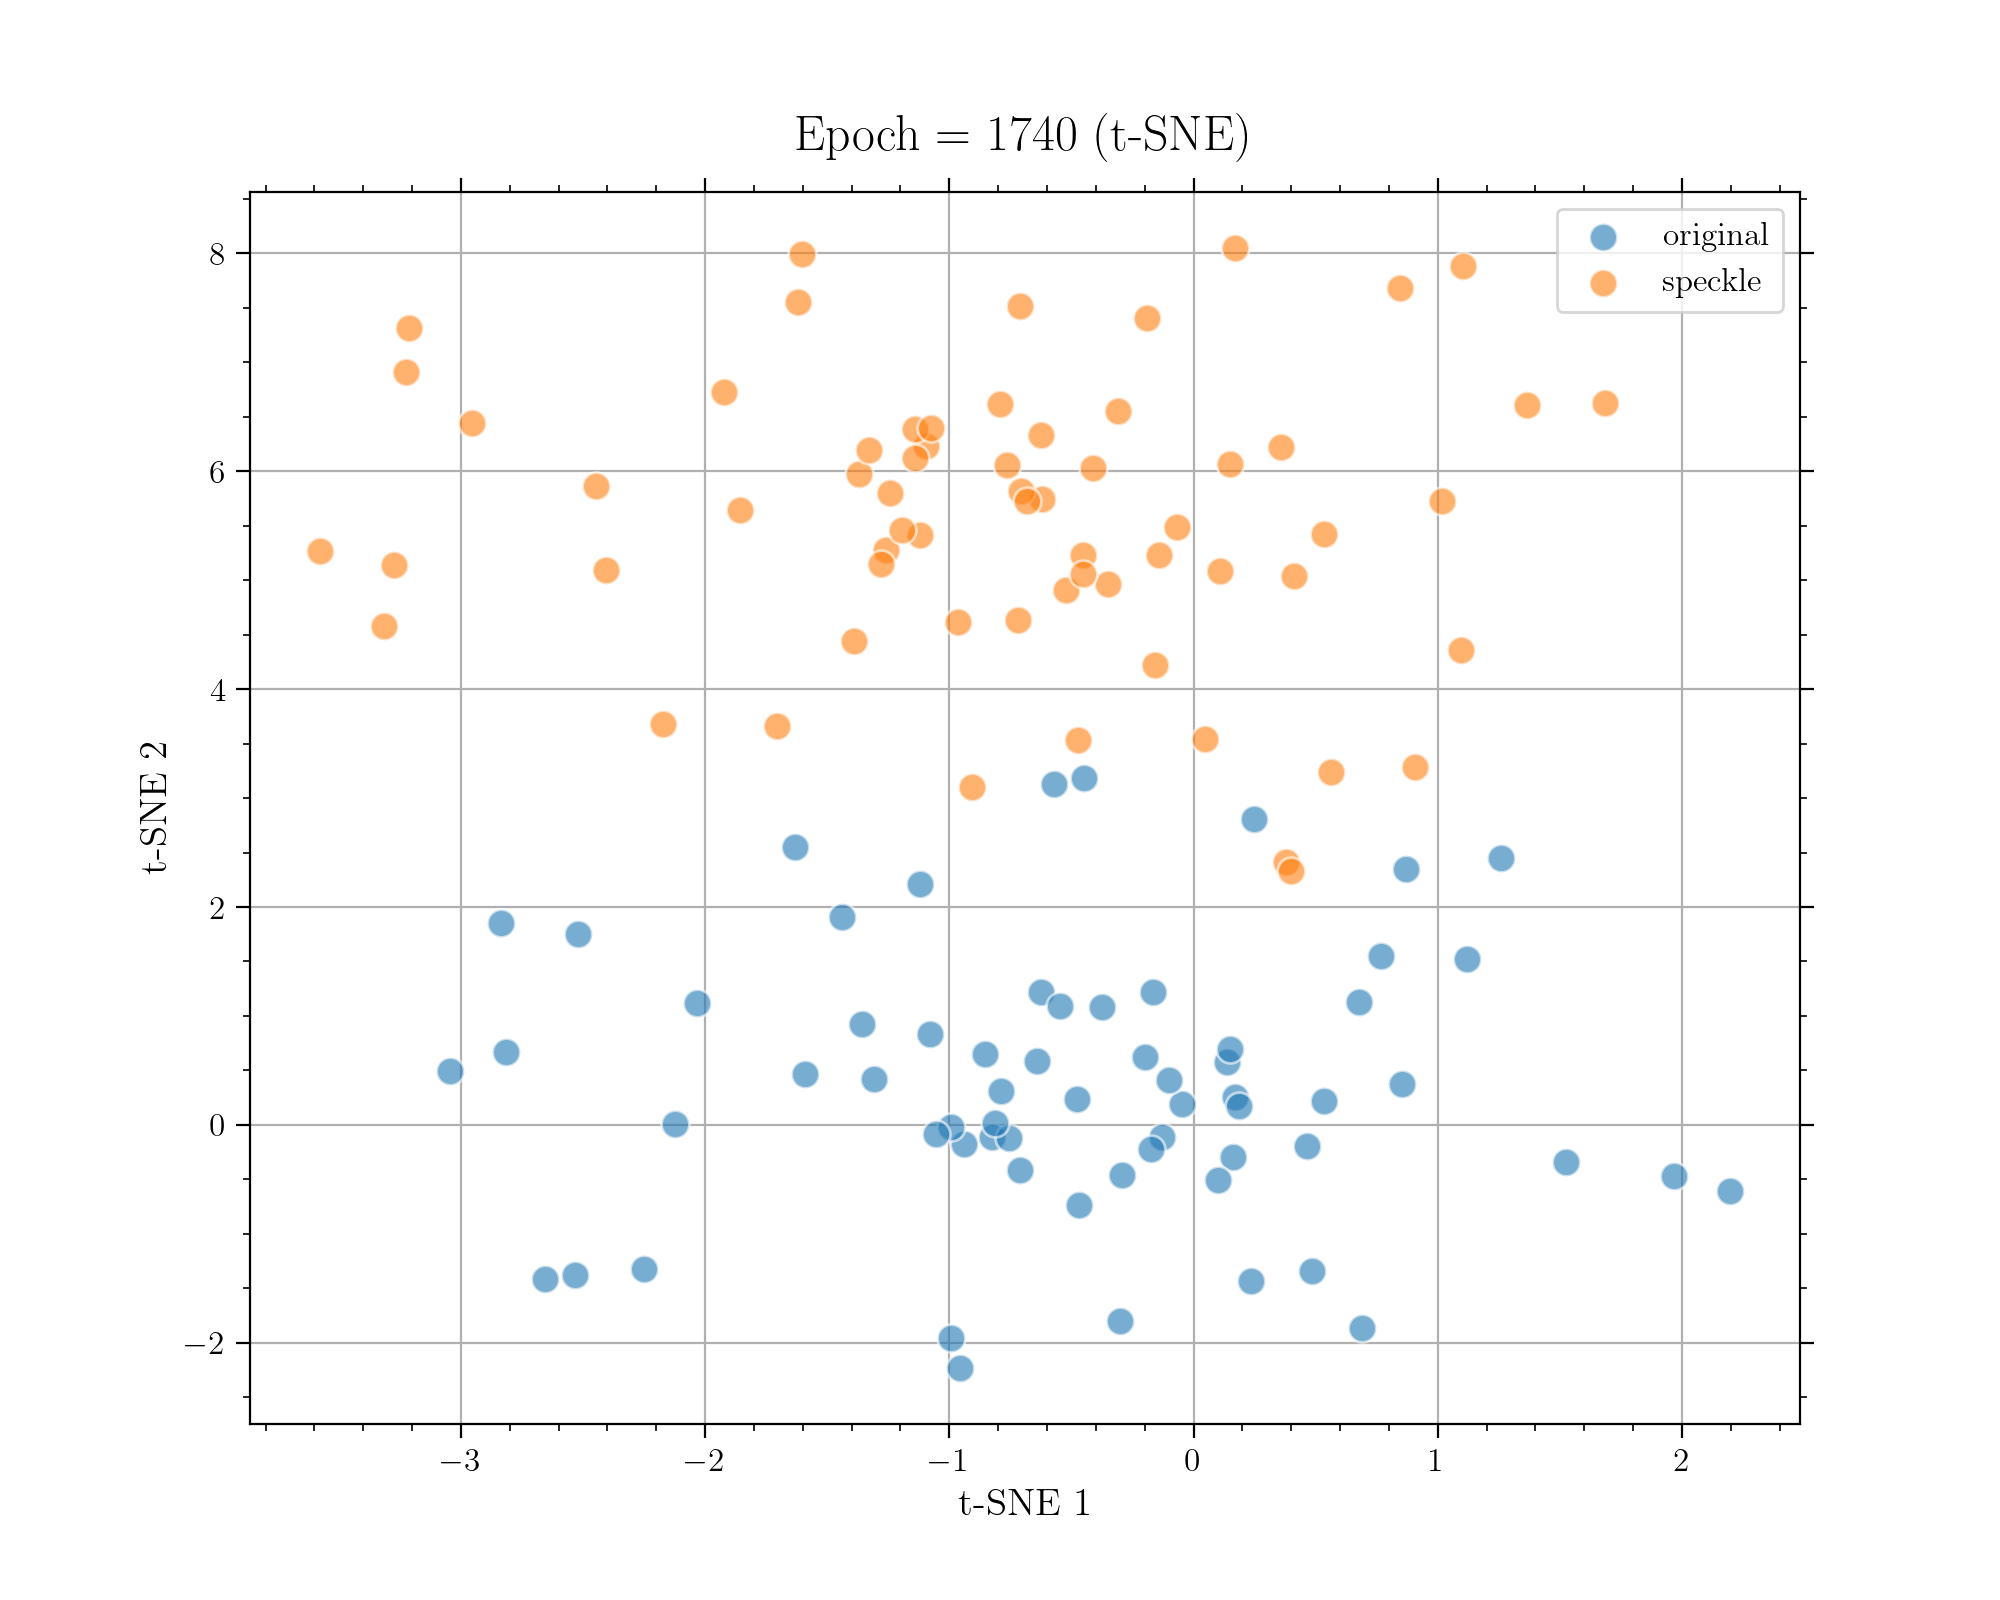 Epoch = 1740 (t-SNE)
original
speckle
8
6
4
2
0
−2
t-SNE 2
−3
−2
−1
0
1
2
t-SNE 1